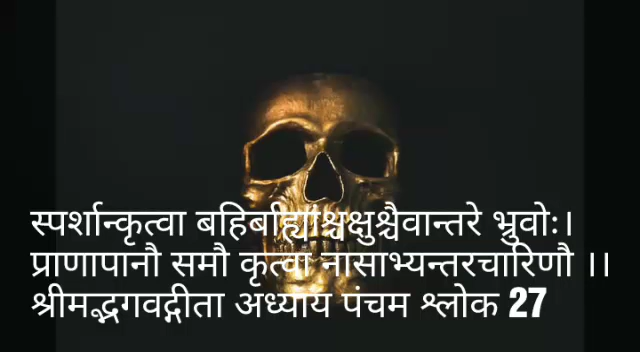 स्पर्शान्कृत्वा बहिर्बाह्यांश्चक्षुश्चैवान्तरे भ्रुवोः।
प्राणापानौ समौ कृत्वा नासाभ्यन्तरचारिणौ ।।
श्रीमद्भगवद्गीता अध्याय पंचम श्लोक 27